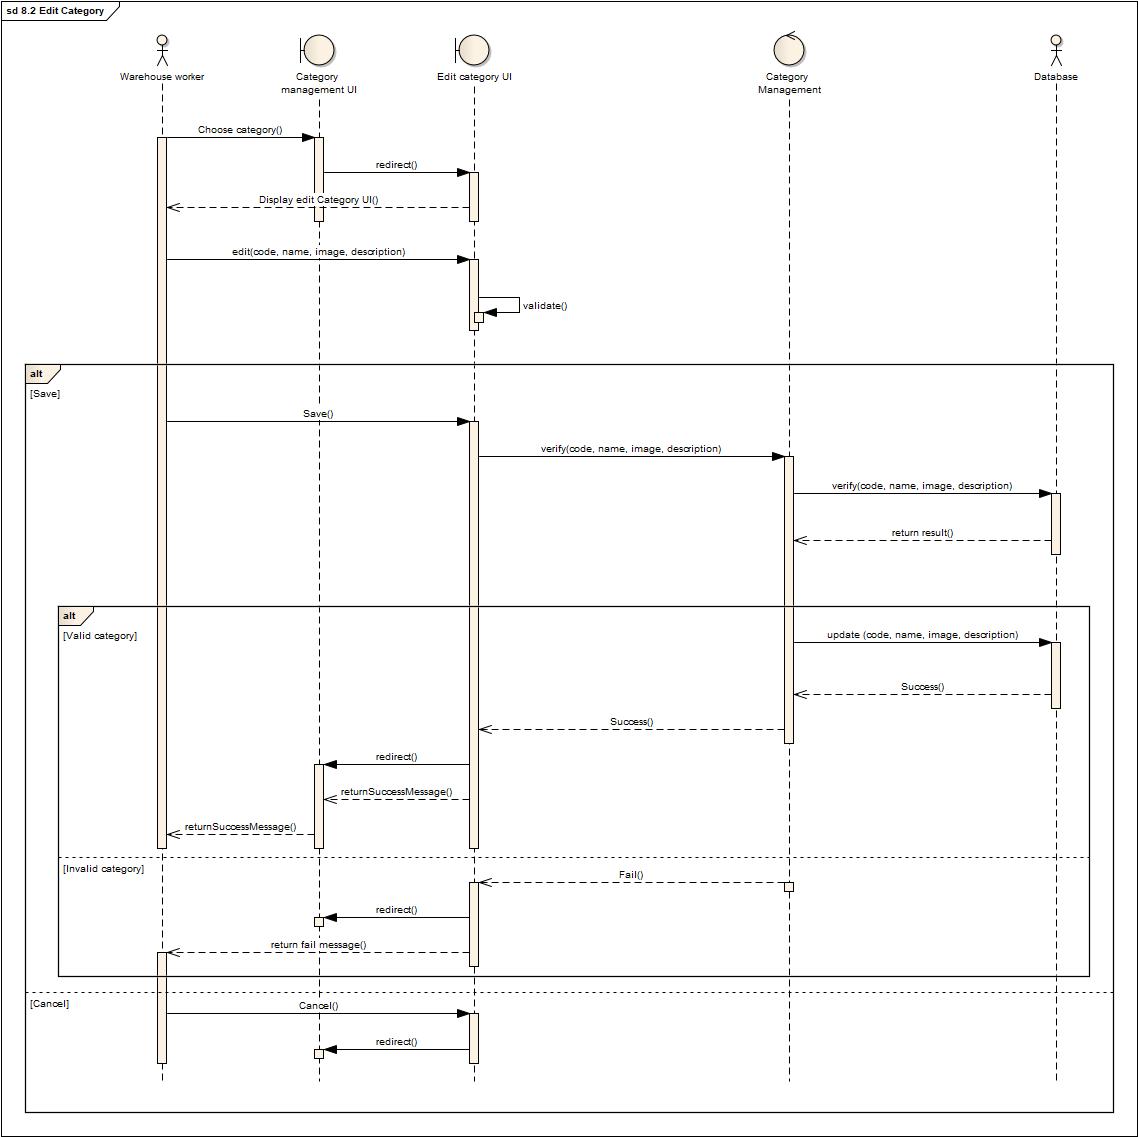 sd 8.2 Edit Category
Warehouse worker
Category
management UI
Edit category UI
Category
Management
Database
Choose category()
redirect()
Display edit Category UI()
edit(code, name, image, description)
validate()
alt
[Save]
Save()
verify(code, name, image, description)
verify(code, name, image, description)
return result()
alt
[Valid category]
update (code, name, image, description)
Success()
Success()
redirect()
returnSuccessMessage()
returnSuccessMessage()
[Invalid category]
Fail()
redirect()
return fail message()
[Cancel]
Cancel()
redirect()